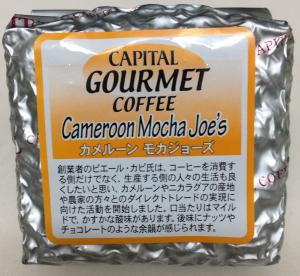 CAPITAL
GOURMET
COFFEE
Cameroon Mocha Joe's
カメルーン モカジョーズ
創業者のピエール・カピ氏は、コーヒーを消費す
る側だけでなく、生産する側の人々の生活も良
くしたいと思い、カメルーンやニカラグアの産地
や農家の方々とのダイレクトトレードの実現に
向けた活動を開始しました。口当たりはマイル
ドで、かすかな酸味があります。後味にナッツや
チョコレートのような余韻が感じられます。